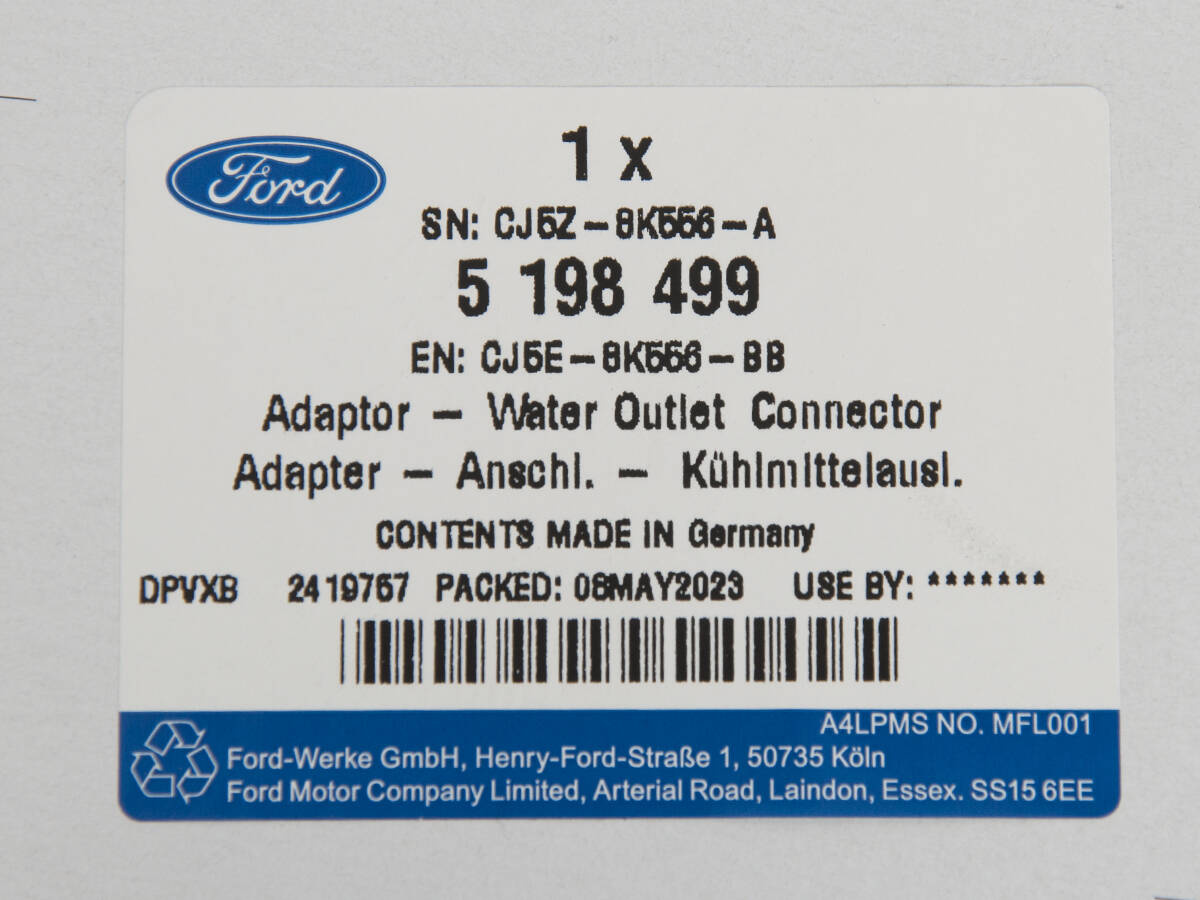 Ford
1 x
SN: CJ5Z-8K556-A
5 198 499
EN: CJ5E-8K556-BB
Adaptor - Water Outlet Connector
Adapter - Anschl. - Kühlmittelausl.
CONTENTS MADE IN Germany
DPVXB 2419767 PACKED: 08MAY2023 USE BY: *******
A4LPMS NO. MFL001
Ford-Werke GmbH, Henry-Ford-Straße 1, 50735 Köln
Ford Motor Company Limited, Arterial Road, Laindon, Essex. SS15 6EE